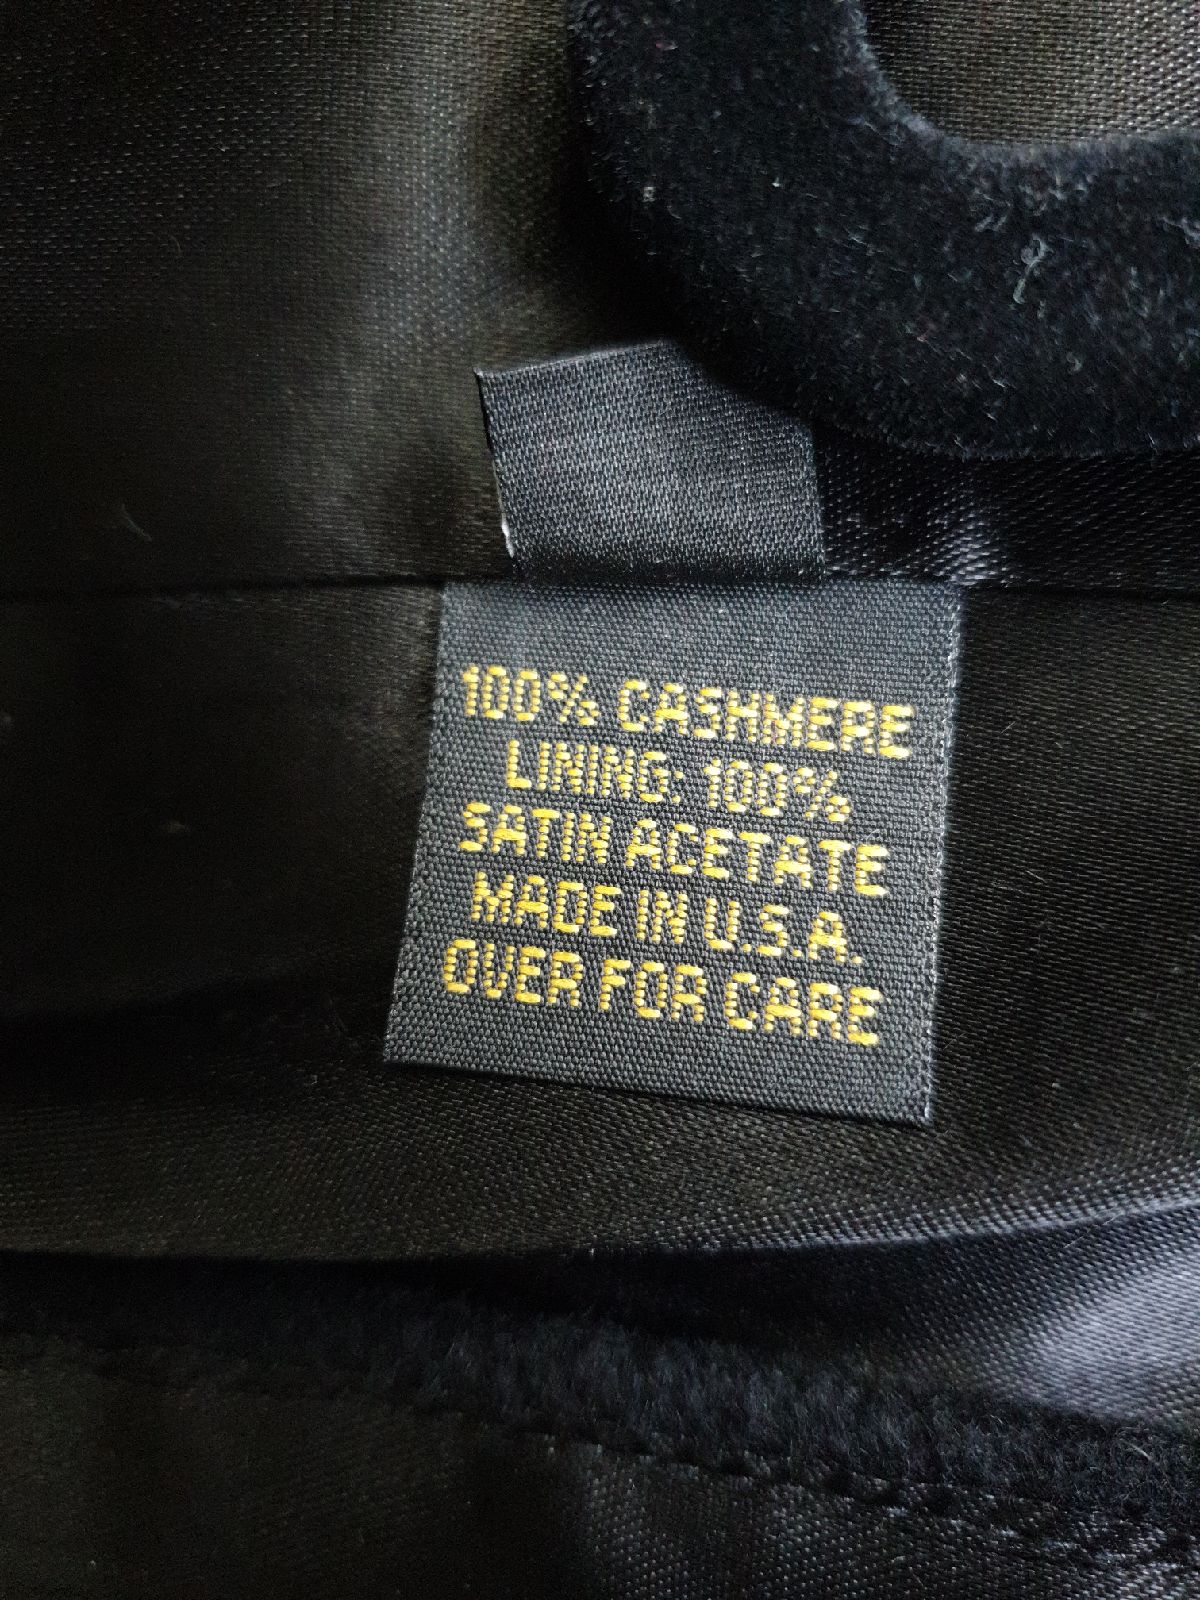 100% CASHMERE
LINING: 100%
SATIN ACETATE
MADE IN U.S.A.
OVER FOR CARE